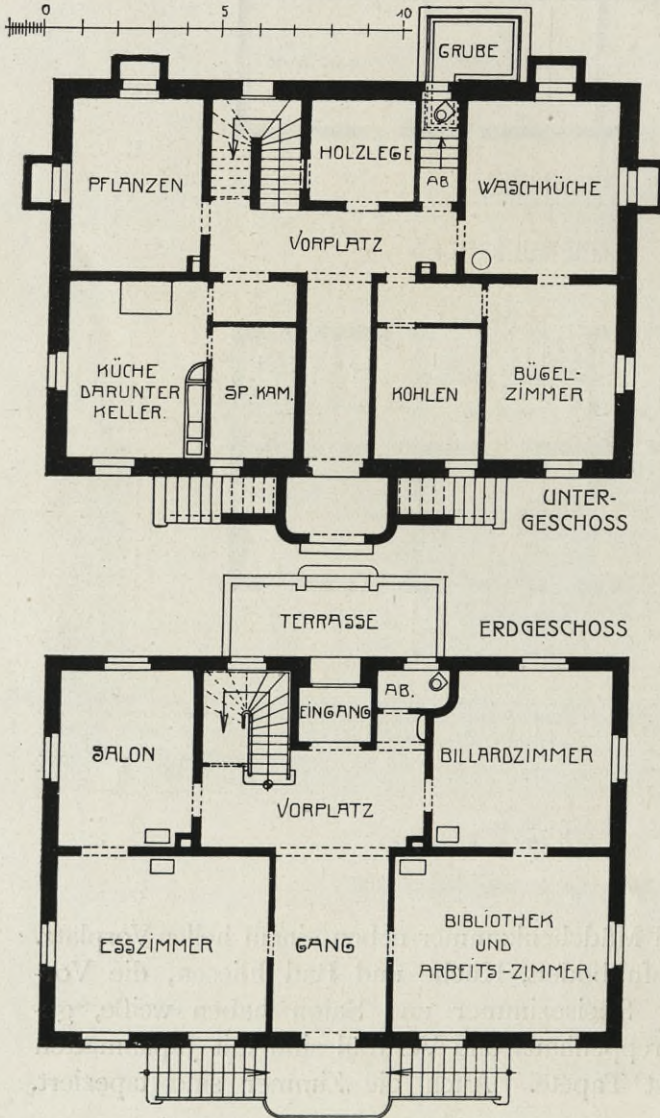 0 5 10
GRUBE
PFLANZEN
HOLZLEGE
AB
WASCHKÜCHE
VORPLATZ
KÜCHE
DARUNTER
KELLER.
SP. KAM.
KOHLEN
BÜGEL-
ZIMMER
UNTER-
GESCHOSS
TERRASSE
ERDGESCHOSS
SALON
EINGANG
AB.
BILLARDZIMMER
VORPLATZ
ESSZIMMER
GANG
BIBLIOTHEK
UND
ARBEITS-ZIMMER.